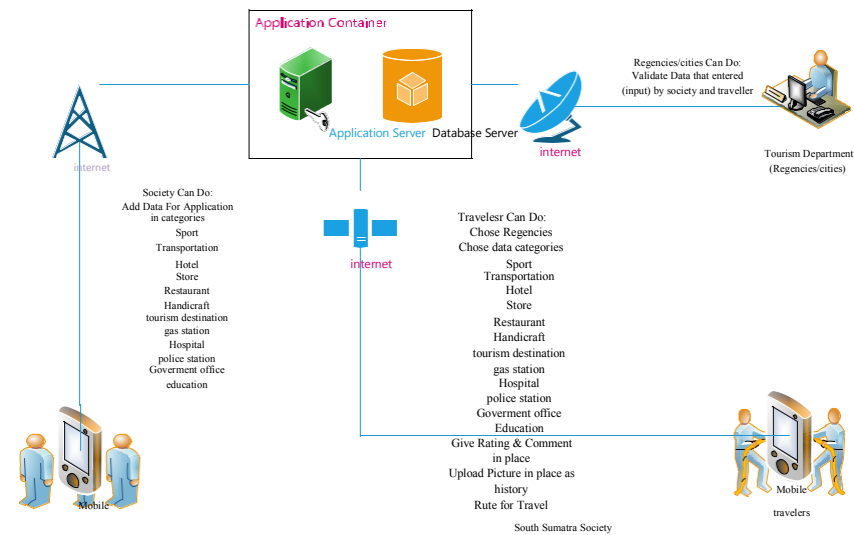 Application Container
Application Server
Database Server
internet
internet
internet
Regencies/cities Can Do:
Validate Data that entered
(input) by society and traveller
Tourism Department
(Regencies/cities)
Society Can Do:
Add Data For Application
in categories
Sport
Transportation
Hotel
Store
Restaurant
Handicraft
tourism destination
gas station
Hospital
police station
Goverment office
education
Travelesr Can Do:
Chose Regencies
Chose data categories
Sport
Transportation
Hotel
Store
Restaurant
Handicraft
tourism destination
gas station
Hospital
police station
Goverment office
Education
Give Rating & Comment
in place
Upload Picture in place as
history
Rute for Travel
Mobile
Mobile
travelers
South Sumatra Society